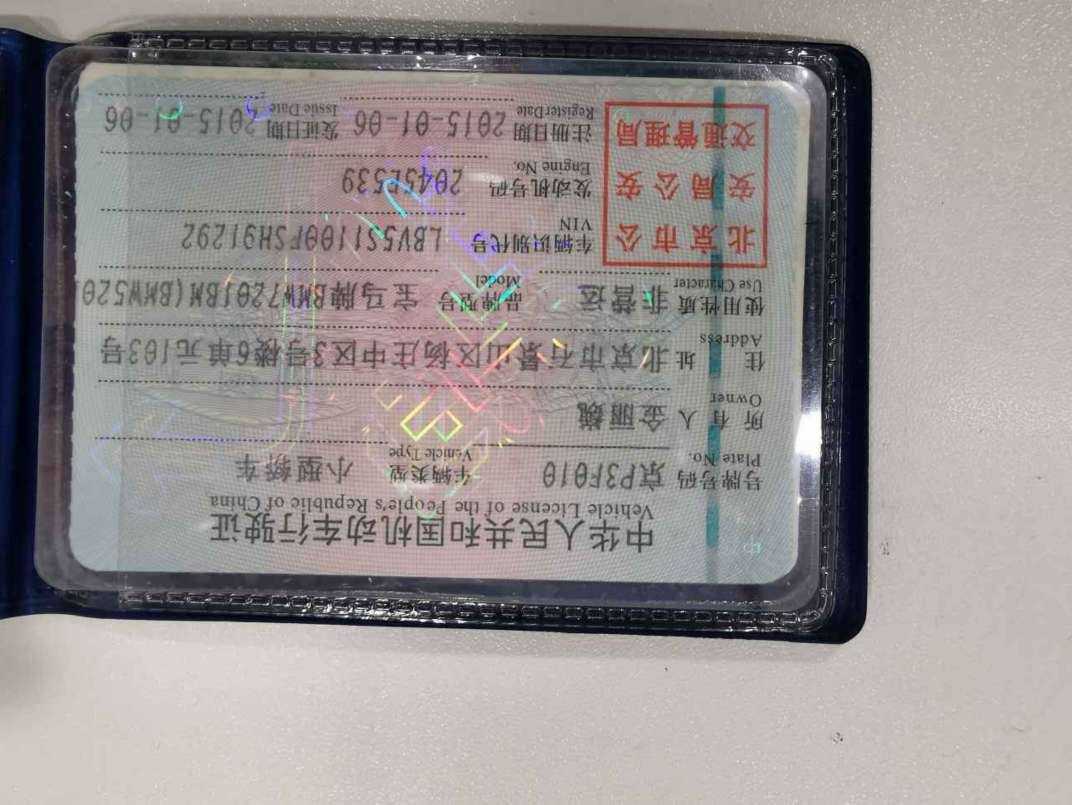 中华人民共和国机动车行驶证
Vehicle License of the People's Republic of China
号牌号码 京P3F010 车辆类型 小型轿车
Plate No. Vehicle Type
所有人 金丽
Owner
住址 北京市石景山区杨庄中区3号楼6单元103号
Address
使用性质 非营运 品牌型号 宝马牌BMW7201BM(BMW520
Use Character Model
车辆识别代号 LBV5S1100FSH91292
VIN
发动机号码 2045E539
Engine No.
注册日期 2015-01-06 发证日期 2015-01-06
Register Date Issue Date
北京市公
安局公安
交通管理局